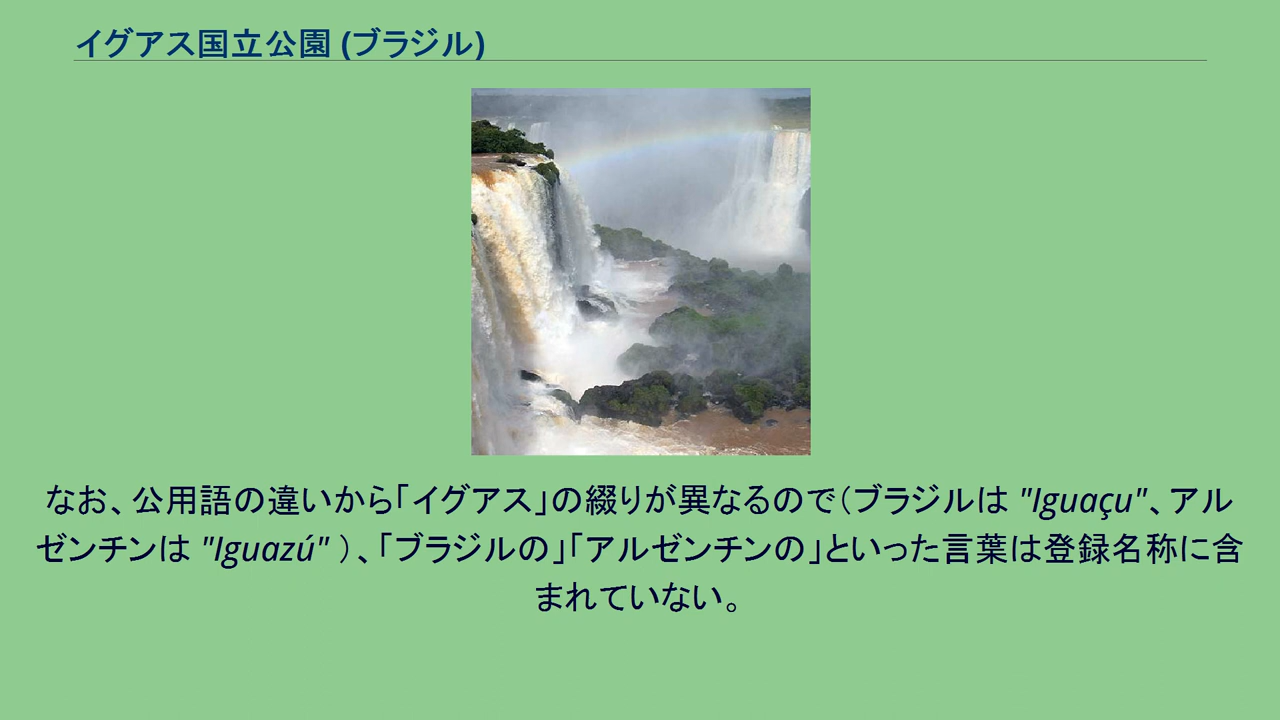 イグアス国立公園 (ブラジル)
なお、公用語の違いから「イグアス」の綴りが異なるので（ブラジルは "Iguaçu"、アル
ゼンチンは "Iguazú" ）、「ブラジルの」「アルゼンチンの」といった言葉は登録名称に含
まれていない。